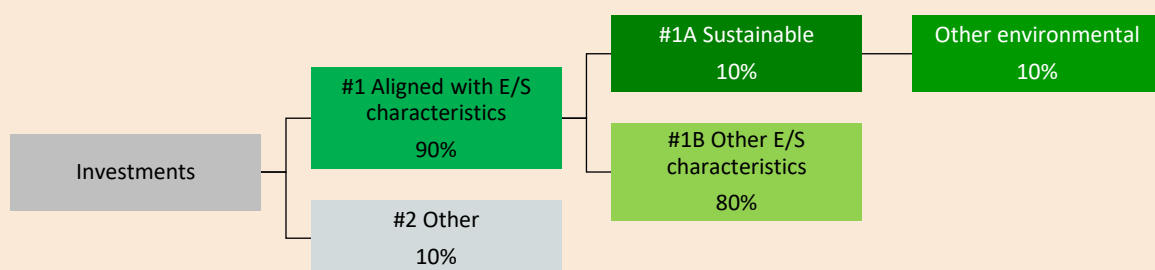 Investments
#1 Aligned with E/S
characteristics
90%
#2 Other
10%
#1A Sustainable
10%
#1B Other E/S
characteristics
80%
Other environmental
10%